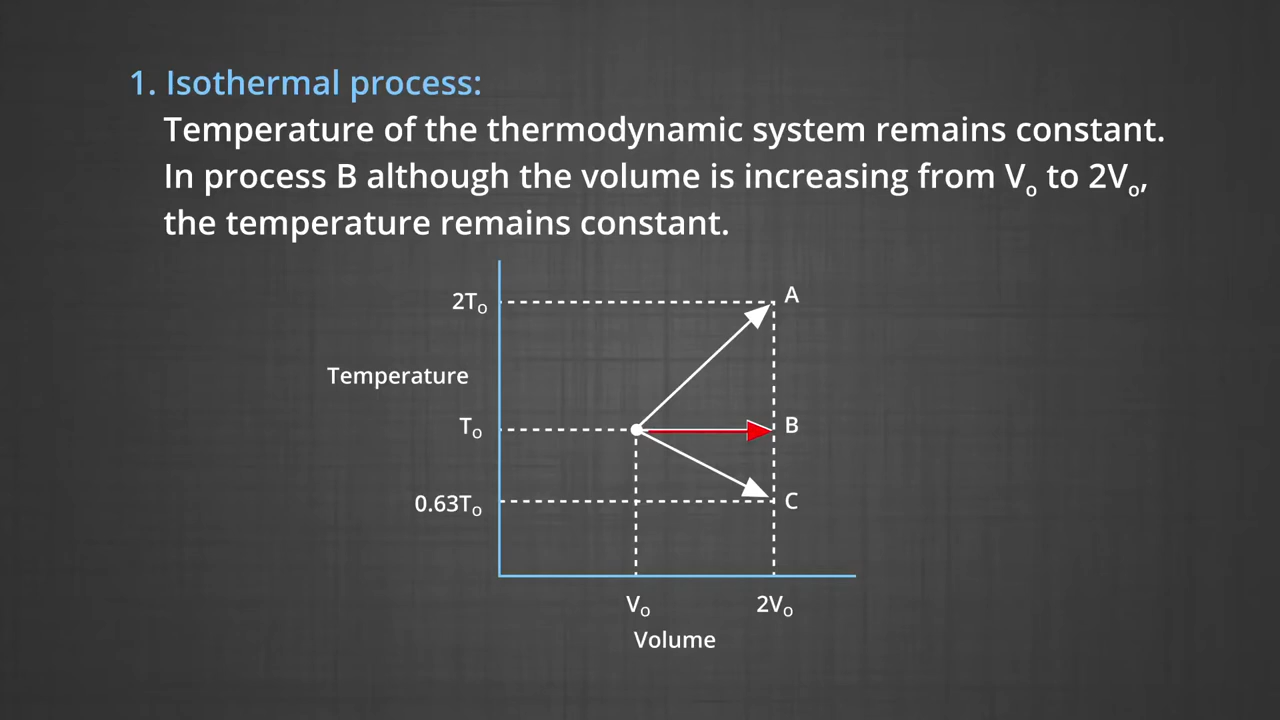 1. Isothermal process:
Temperature of the thermodynamic system remains constant.
In process B although the volume is increasing from Vₒ to 2Vₒ,
the temperature remains constant.
2Tₒ
A
Temperature
Tₒ
B
0.63Tₒ
C
Vₒ
2Vₒ
Volume